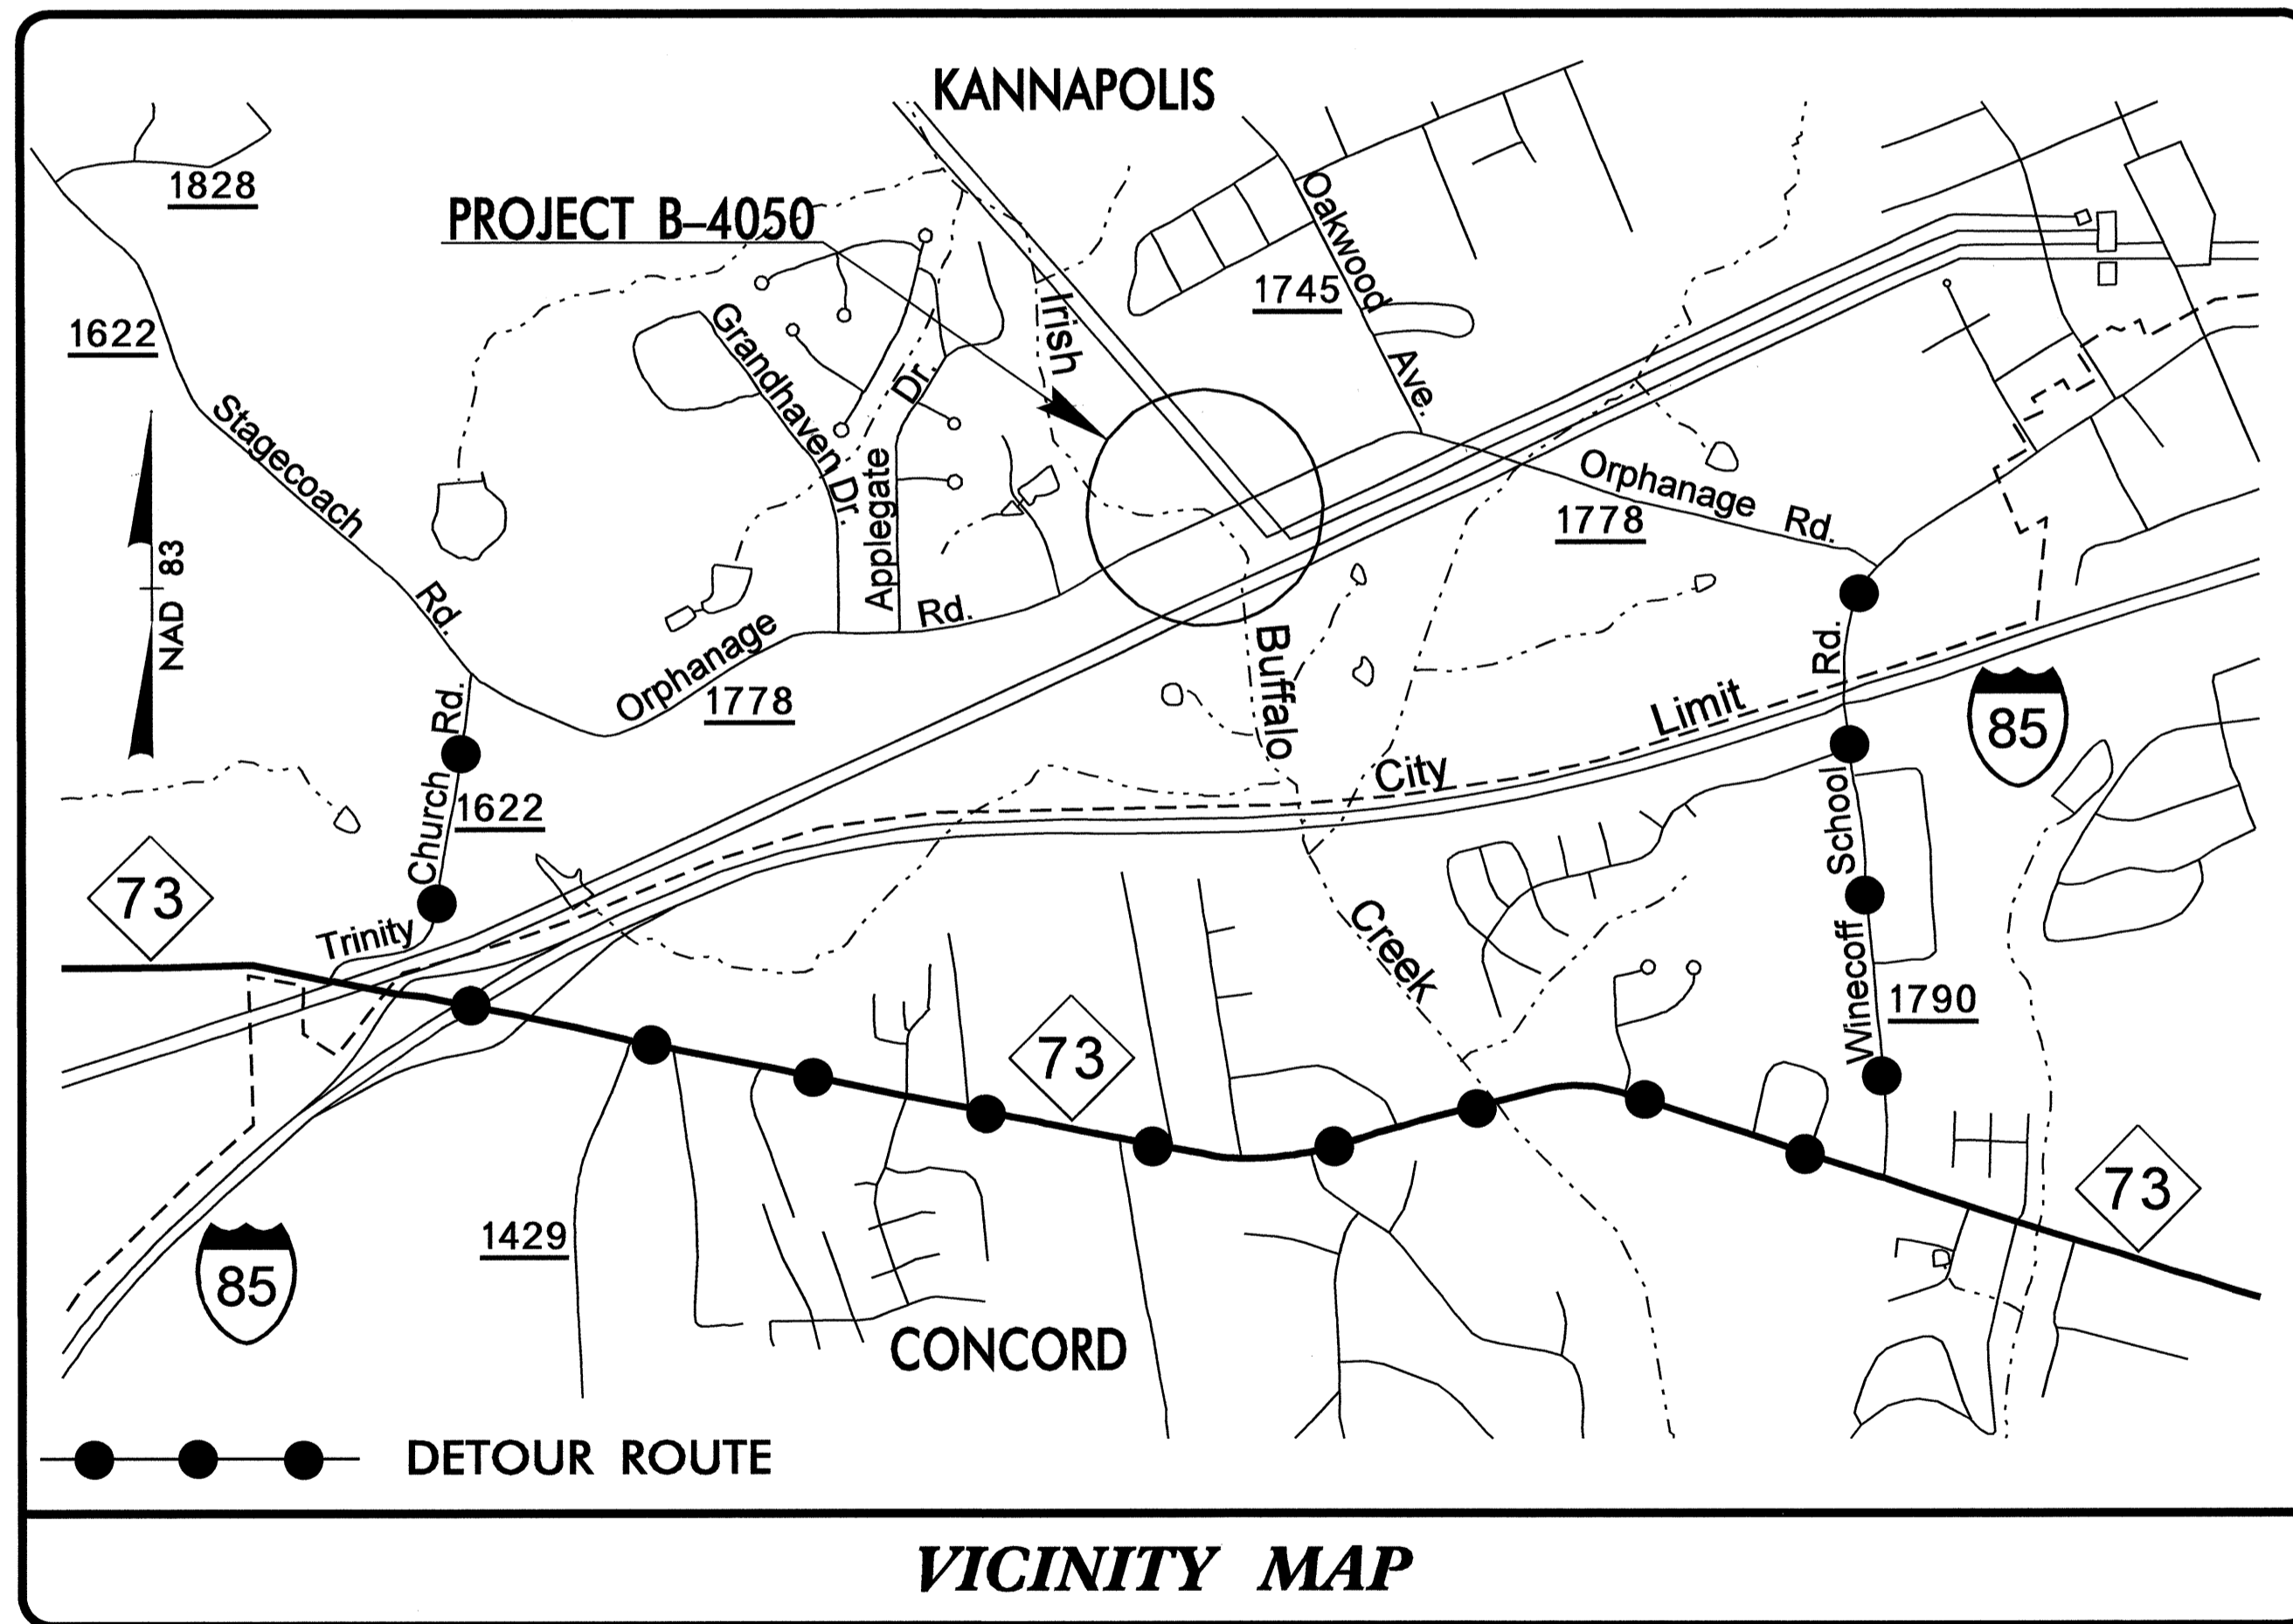 KANNAPOLIS
1828
PROJECT B-4050
Oakwood
Ave.
1745
1622
Irish
Grandhaven Dr.
Applegate
Dr.
Stagecoach
Rd.
Orphanage
Rd.
1778
NAD 83
Orphanage
Rd.
1778
Buffalo
Creek
City
Limit
85
Church
Rd.
1622
Trinity
73
Winecoff
School
Rd.
1790
73
73
1429
85
CONCORD
DETOUR ROUTE
VICINITY MAP